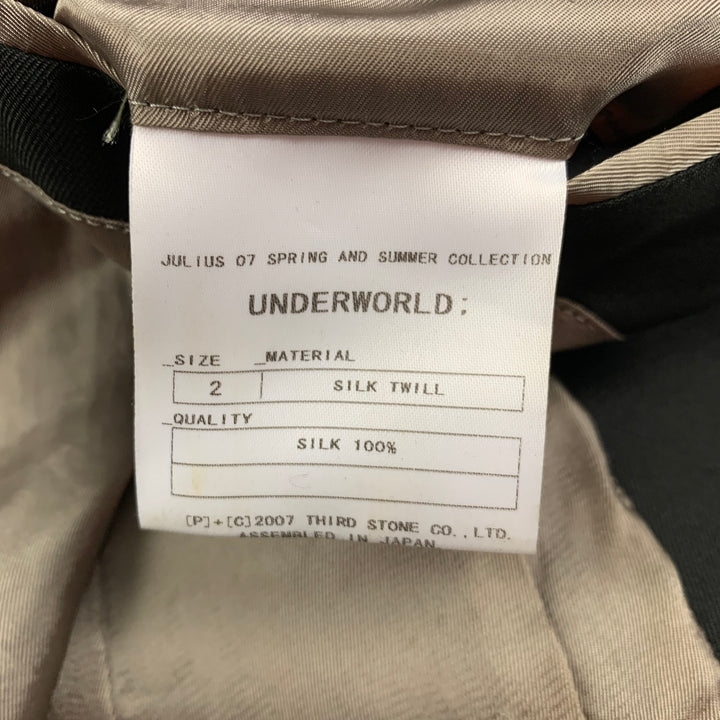 JULIUS 07 SPRING AND SUMMER COLLECTION
UNDERWORLD;
_SIZE _MATERIAL
2 SILK TWILL
_QUALITY
SILK 100%
[P]+[C]2007 THIRD STONE CO., LTD.
ASSEMBLED IN JAPAN